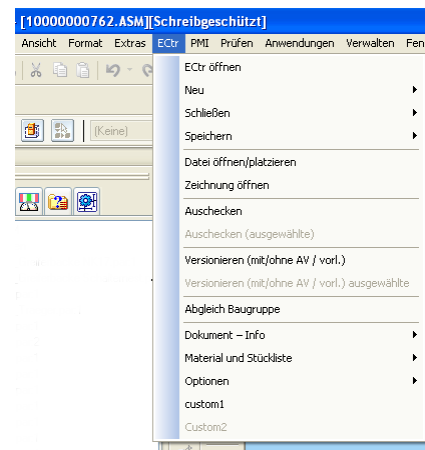 [10000000762.ASM][Schreibgeschützt]
Ansicht Format Extras ECtr PMI Prüfen Anwendungen Verwalten Fen
ECtr öffnen
Neu
Schließen
Speichern
(Keine)
Datei öffnen/platzieren
Zeichnung öffnen
Auschecken
Auschecken (ausgewählte)
Versionieren (mit/ohne AV / vorl.)
Versionieren (mit/ohne AV / vorl.) ausgewählte
Abgleich Baugruppe
Dokument – Info
Material und Stückliste
Optionen
custom1
Custom2